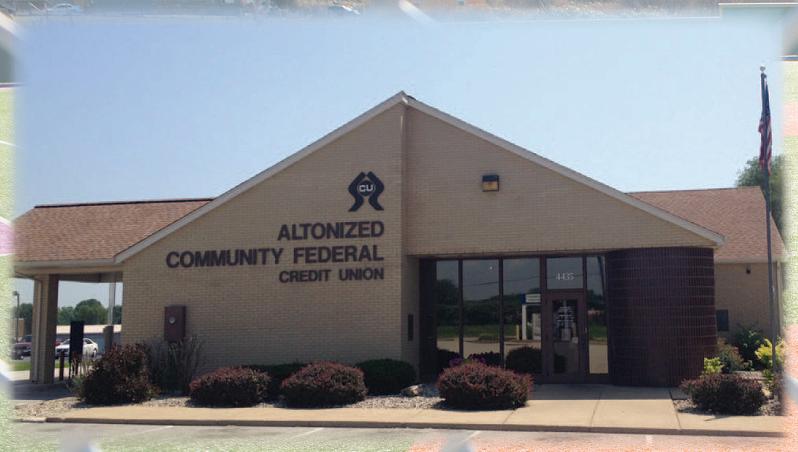 CU
ALTONIZED
COMMUNITY FEDERAL
CREDIT UNION
4435